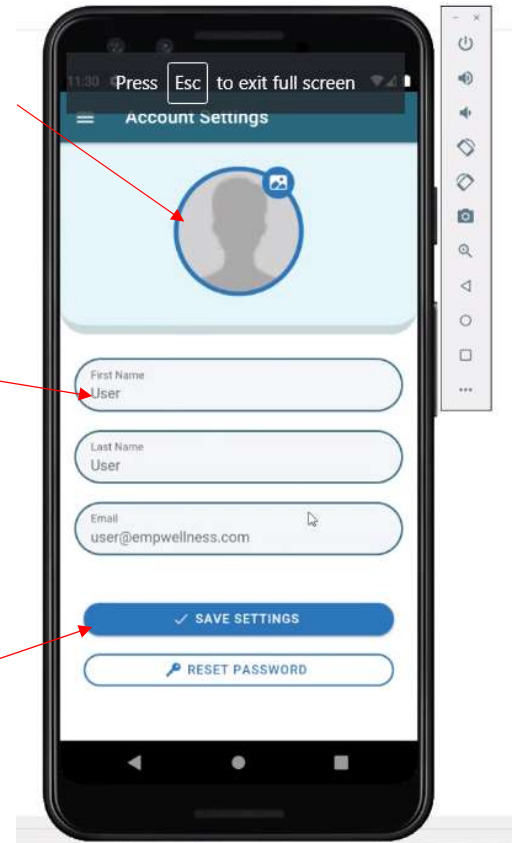 11:30
Press Esc to exit full screen
Account Settings
First Name
User
Last Name
User
Email
user@empwellness.com
SAVE SETTINGS
RESET PASSWORD